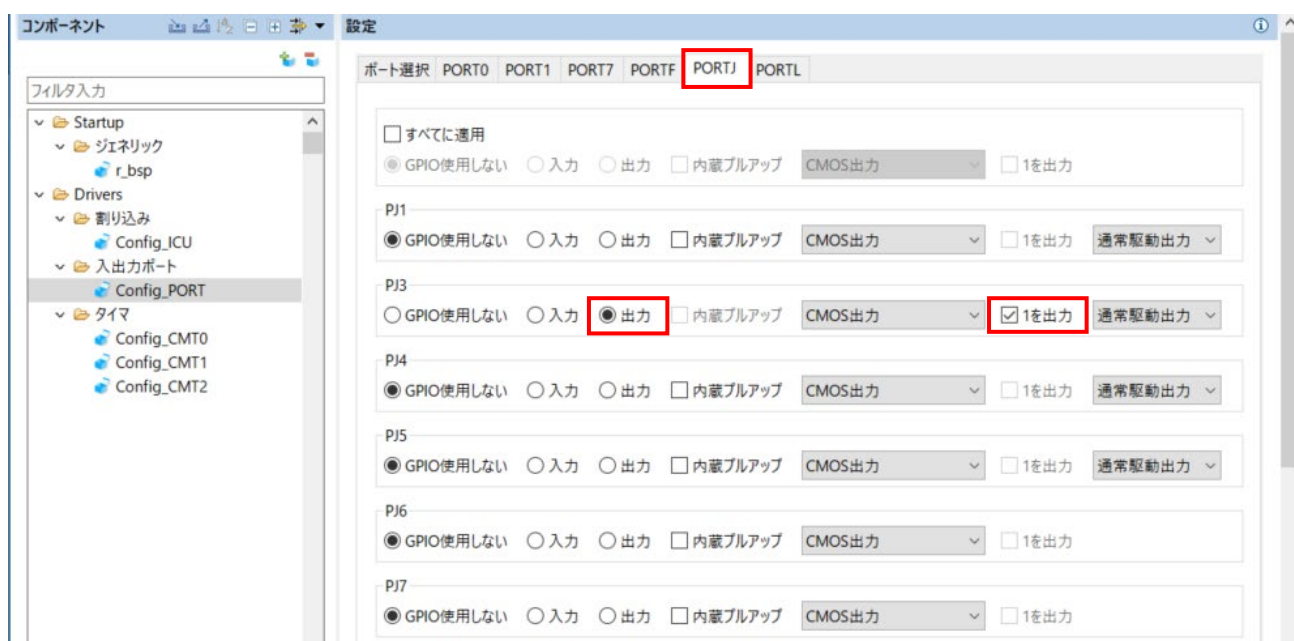 コンポーネント
設定
フィルタ入力
Startup
ジェネリック
r_bsp
Drivers
割り込み
Config_ICU
入出力ポート
Config_PORT
タイマ
Config_CMT0
Config_CMT1
Config_CMT2
ポート選択 PORT0 PORT1 PORT7 PORTF PORTJ PORTL
すべてに適用
GPIO使用しない 入力 出力 内蔵プルアップ CMOS出力 1を出力
PJ1
GPIO使用しない 入力 出力 内蔵プルアップ CMOS出力 1を出力 通常駆動出力
PJ3
GPIO使用しない 入力 出力 内蔵プルアップ CMOS出力 1を出力 通常駆動出力
PJ4
GPIO使用しない 入力 出力 内蔵プルアップ CMOS出力 1を出力 通常駆動出力
PJ5
GPIO使用しない 入力 出力 内蔵プルアップ CMOS出力 1を出力 通常駆動出力
PJ6
GPIO使用しない 入力 出力 内蔵プルアップ CMOS出力 1を出力
PJ7
GPIO使用しない 入力 出力 内蔵プルアップ CMOS出力 1を出力